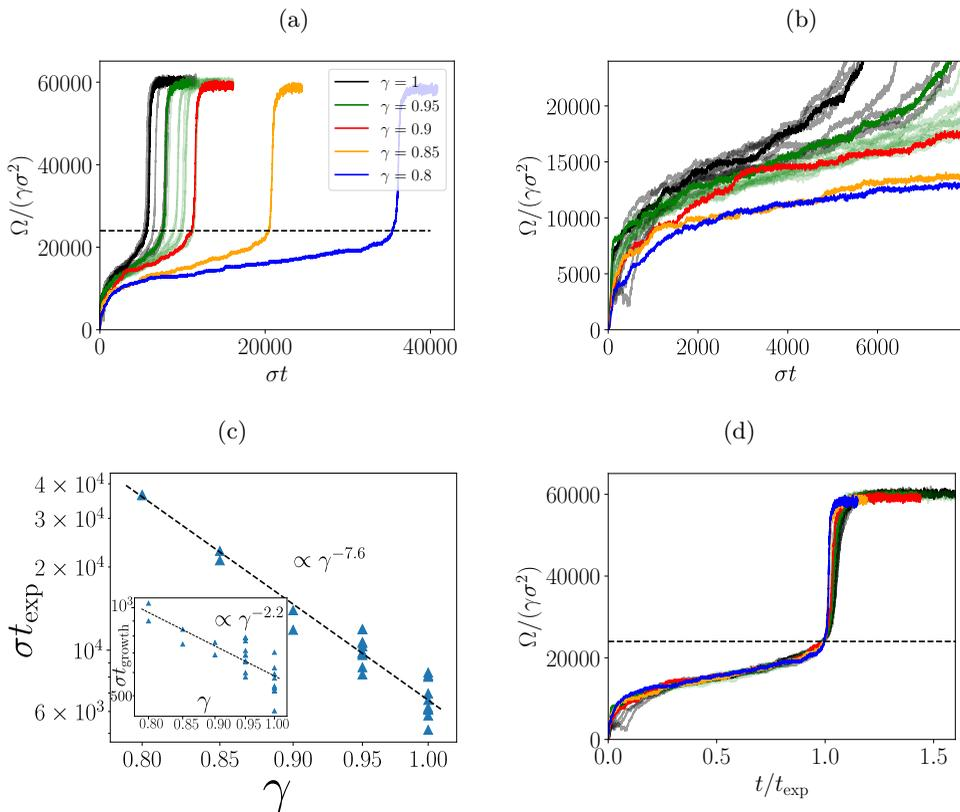 (a)
60000
40000
20000
0
Ω/(γσ²)
0
20000
40000
σt
γ = 1
γ = 0.95
γ = 0.9
γ = 0.85
γ = 0.8
(b)
20000
15000
10000
5000
0
Ω/(γσ²)
0
2000
4000
6000
σt
(c)
4 × 10⁴
3 × 10⁴
2 × 10⁴
10⁴
6 × 10³
σt_exp
∝ γ^−7.6
10³
500
σt_growth
∝ γ^−2.2
γ
0.80
0.85
0.90
0.95
1.00
0.80
0.85
0.90
0.95
1.00
γ
(d)
60000
40000
20000
0
Ω/(γσ²)
0.0
0.5
1.0
1.5
t/t_exp